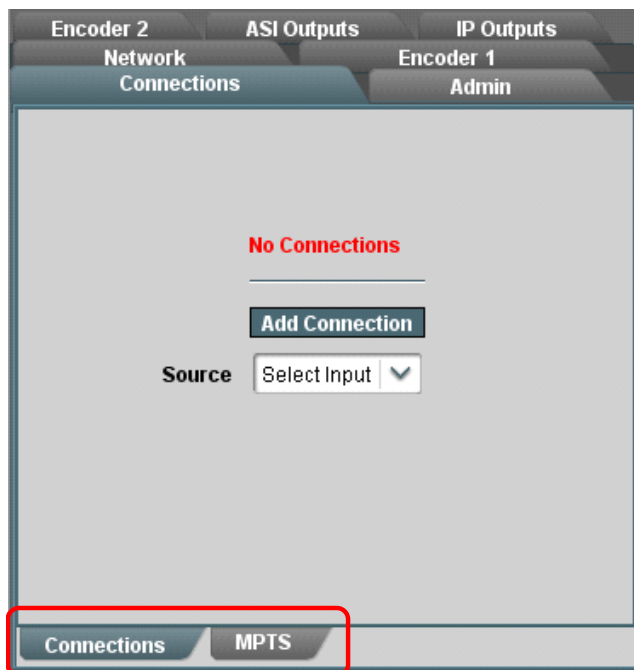 Encoder 2 ASI Outputs IP Outputs
Network Encoder 1
Connections Admin
No Connections
Add Connection
Source Select Input
Connections MPTS